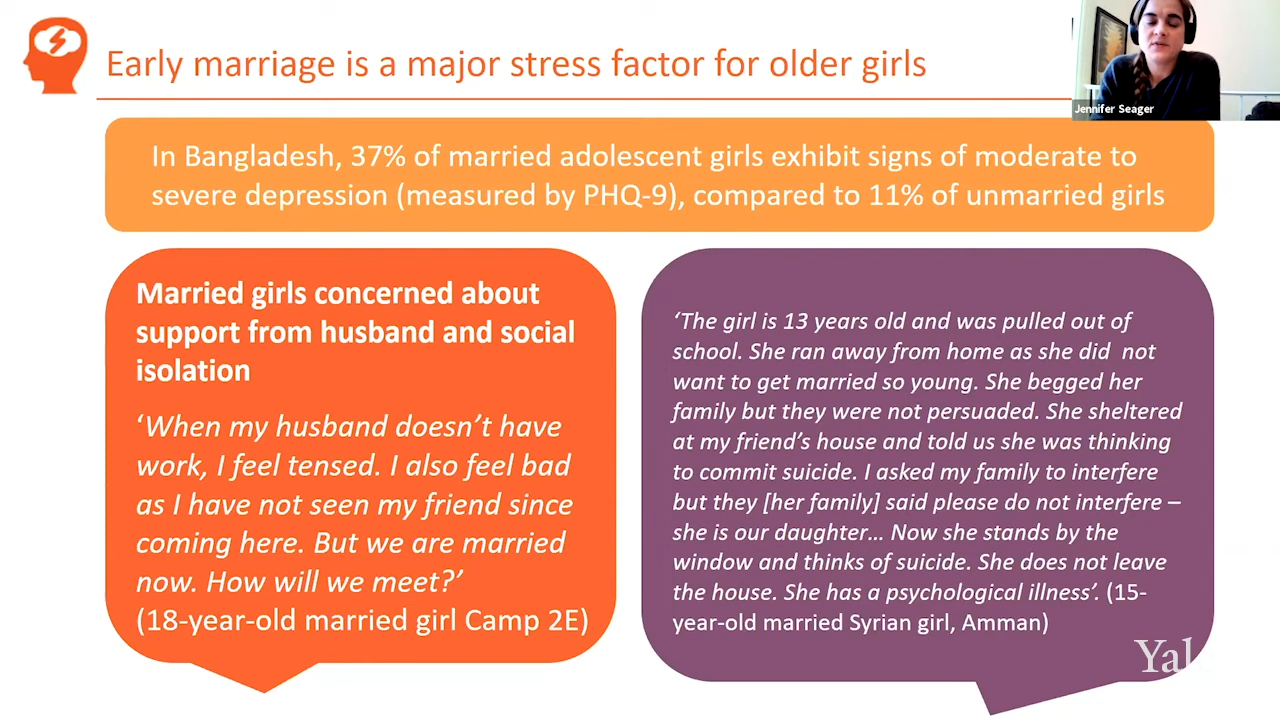 Early marriage is a major stress factor for older girls
Jennifer Seager
In Bangladesh, 37% of married adolescent girls exhibit signs of moderate to
severe depression (measured by PHQ-9), compared to 11% of unmarried girls
Married girls concerned about
support from husband and social
isolation
‘When my husband doesn’t have
work, I feel tensed. I also feel bad
as I have not seen my friend since
coming here. But we are married
now. How will we meet?’
(18-year-old married girl Camp 2E)
‘The girl is 13 years old and was pulled out of
school. She ran away from home as she did not
want to get married so young. She begged her
family but they were not persuaded. She sheltered
at my friend’s house and told us she was thinking
to commit suicide. I asked my family to interfere
but they [her family] said please do not interfere –
she is our daughter… Now she stands by the
window and thinks of suicide. She does not leave
the house. She has a psychological illness’. (15-
year-old married Syrian girl, Amman)